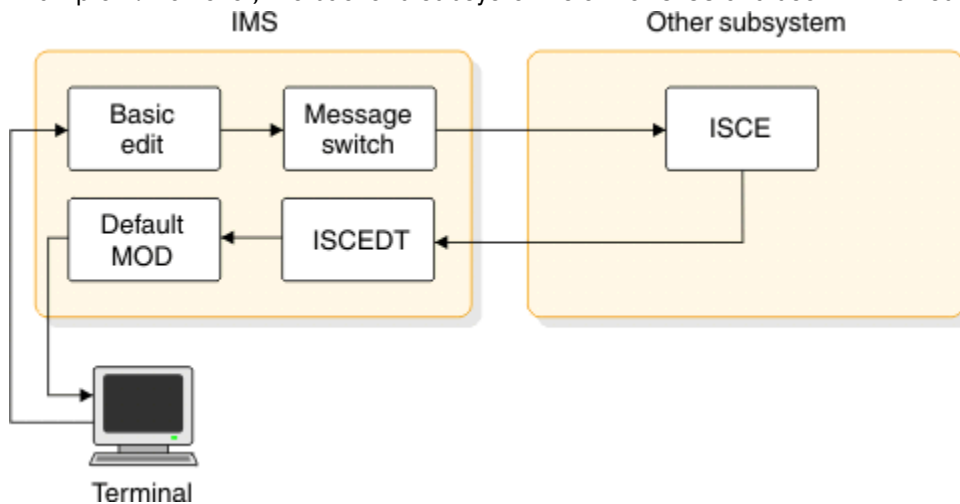 IMS
Other subsystem
Basic
edit
Message
switch
ISCE
Default
MOD
ISCEDT
Terminal